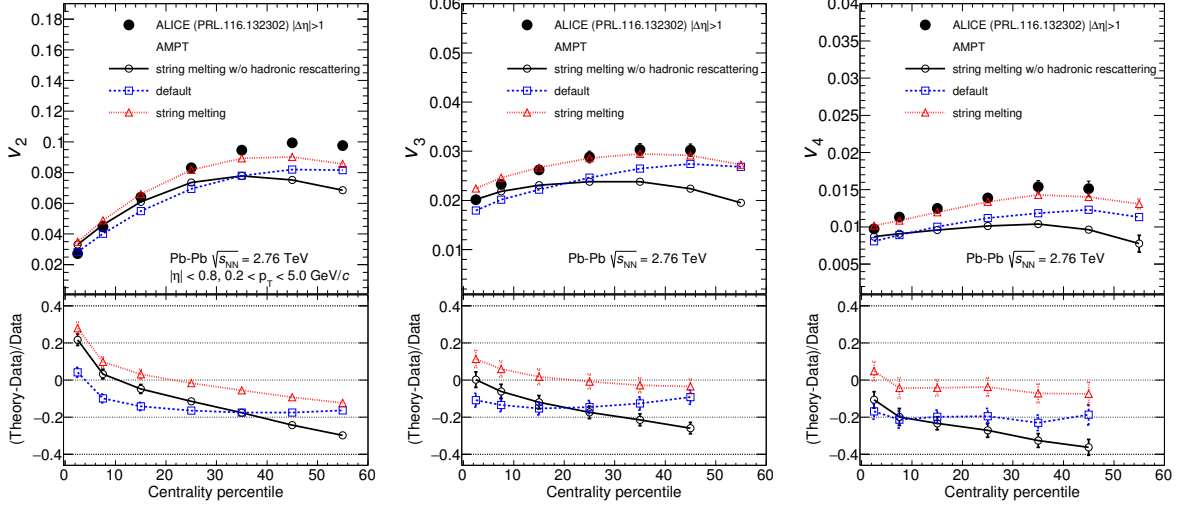 0.18
0.16
0.14
0.12
0.1
0.08
0.06
0.04
0.02
v2
ALICE (PRL.116.132302) |Δη|>1
AMPT
string melting w/o hadronic rescattering
default
string melting
Pb-Pb √sNN = 2.76 TeV
|η| < 0.8, 0.2 < pT < 5.0 GeV/c
0.4
0.2
0
−0.2
−0.4
(Theory-Data)/Data
0 10 20 30 40 50 60
Centrality percentile
0.06
0.05
0.04
0.03
0.02
0.01
v3
ALICE (PRL.116.132302) |Δη|>1
AMPT
string melting w/o hadronic rescattering
default
string melting
Pb-Pb √sNN = 2.76 TeV
0.4
0.2
0
−0.2
−0.4
(Theory-Data)/Data
0 10 20 30 40 50 60
Centrality percentile
0.04
0.035
0.03
0.025
0.02
0.015
0.01
0.005
v4
ALICE (PRL.116.132302) |Δη|>1
AMPT
string melting w/o hadronic rescattering
default
string melting
Pb-Pb √sNN = 2.76 TeV
0.4
0.2
0
−0.2
−0.4
(Theory-Data)/Data
0 10 20 30 40 50 60
Centrality percentile